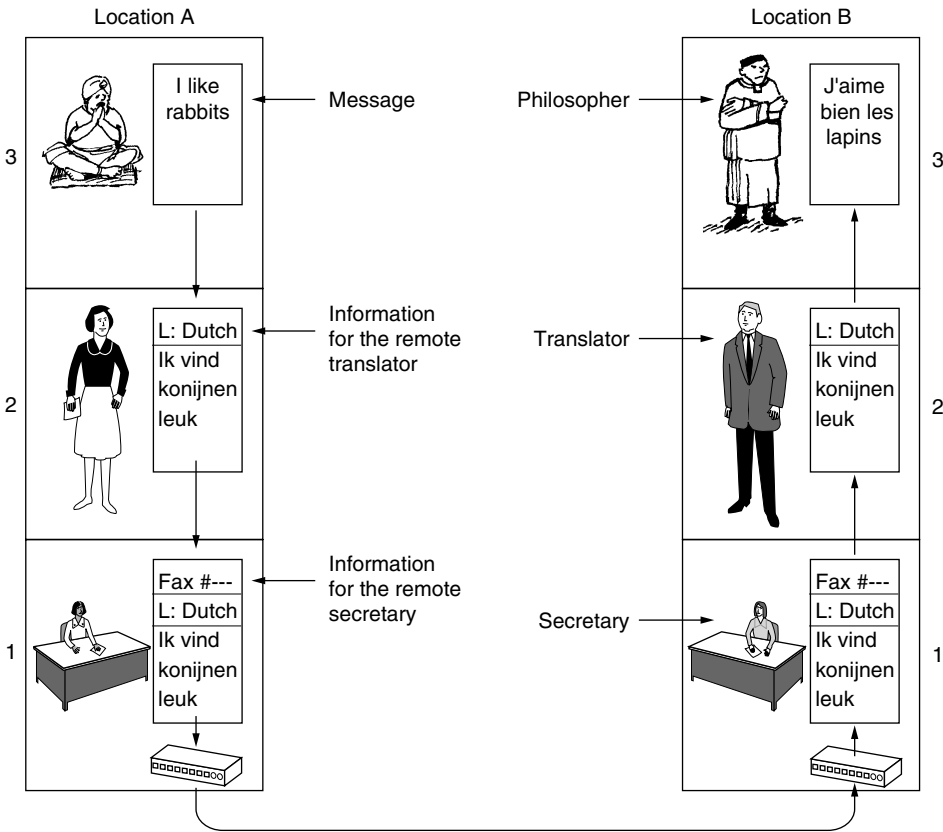 Location A
Location B
3
I like
rabbits
Message
Philosopher
J'aime
bien les
lapins
3
2
L: Dutch
Ik vind
konijnen
leuk
Information
for the remote
translator
Translator
L: Dutch
Ik vind
konijnen
leuk
2
1
Fax #---
L: Dutch
Ik vind
konijnen
leuk
Information
for the remote
secretary
Secretary
Fax #---
L: Dutch
Ik vind
konijnen
leuk
1